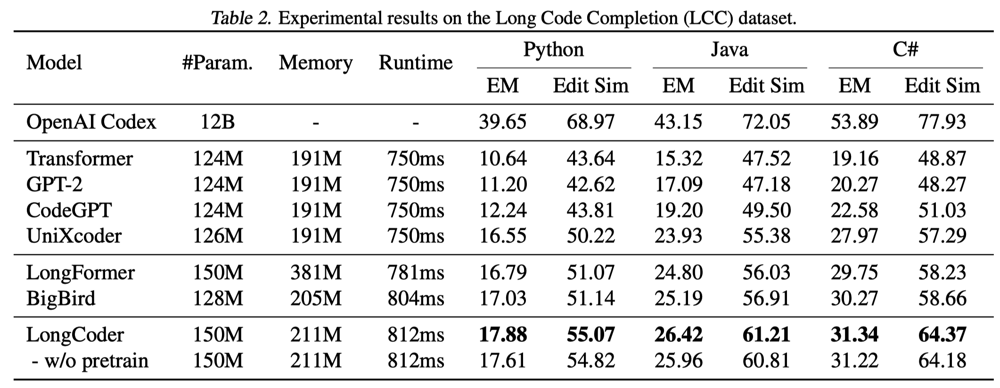 Table 2. Experimental results on the Long Code Completion (LCC) dataset.
Model #Param. Memory Runtime Python Java C#
EM Edit Sim EM Edit Sim EM Edit Sim
OpenAI Codex 12B - - 39.65 68.97 43.15 72.05 53.89 77.93
Transformer 124M 191M 750ms 10.64 43.64 15.32 47.52 19.16 48.87
GPT-2 124M 191M 750ms 11.20 42.62 17.09 47.18 20.27 48.27
CodeGPT 124M 191M 750ms 12.24 43.81 19.20 49.50 22.58 51.03
UniXcoder 126M 191M 750ms 16.55 50.22 23.93 55.38 27.97 57.29
LongFormer 150M 381M 781ms 16.79 51.07 24.80 56.03 29.75 58.23
BigBird 128M 205M 804ms 17.03 51.14 25.19 56.91 30.27 58.66
LongCoder 150M 211M 812ms 17.88 55.07 26.42 61.21 31.34 64.37
- w/o pretrain 150M 211M 812ms 17.61 54.82 25.96 60.81 31.22 64.18